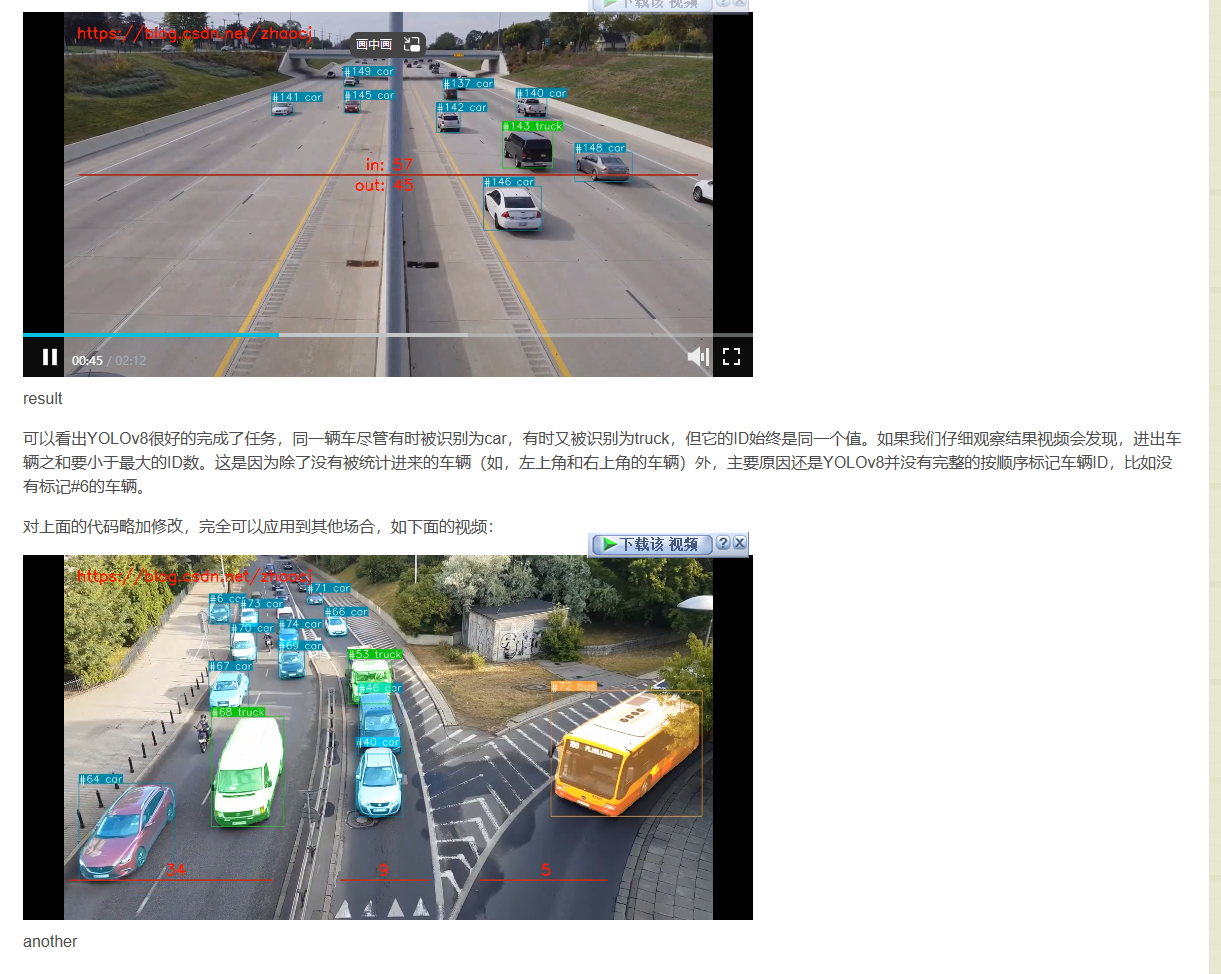 下载该 视频
https://blog.csdn.net/zhaocj
画中画
#149 car
#141 car
#145 car
#137 car
#140 car
#142 car
#143 truck
#148 car
in: 57
out: 45
#146 car
00:45 / 02:12
result
可以看出YOLOv8很好的完成了任务，同一辆车尽管有时被识别为car，有时又被识别为truck，但它的ID始终是同一个值。如果我们仔细观察结果视频会发现，进出车
辆之和要小于最大的ID数。这是因为除了没有被统计进来的车辆（如，左上角和右上角的车辆）外，主要原因还是YOLOv8并没有完整的按顺序标记车辆ID，比如没
有标记#6的车辆。
对上面的代码略加修改，完全可以应用到其他场合，如下面的视频：
下载该 视频
https://blog.csdn.net/zhaocj
#71 car
#6 car
#73 car
#66 car
#70 car
#74 car
#69 car
#53 truck
#67 car
#46 car
#72 bus
#68 truck
#40 car
#64 car
34
9
5
another